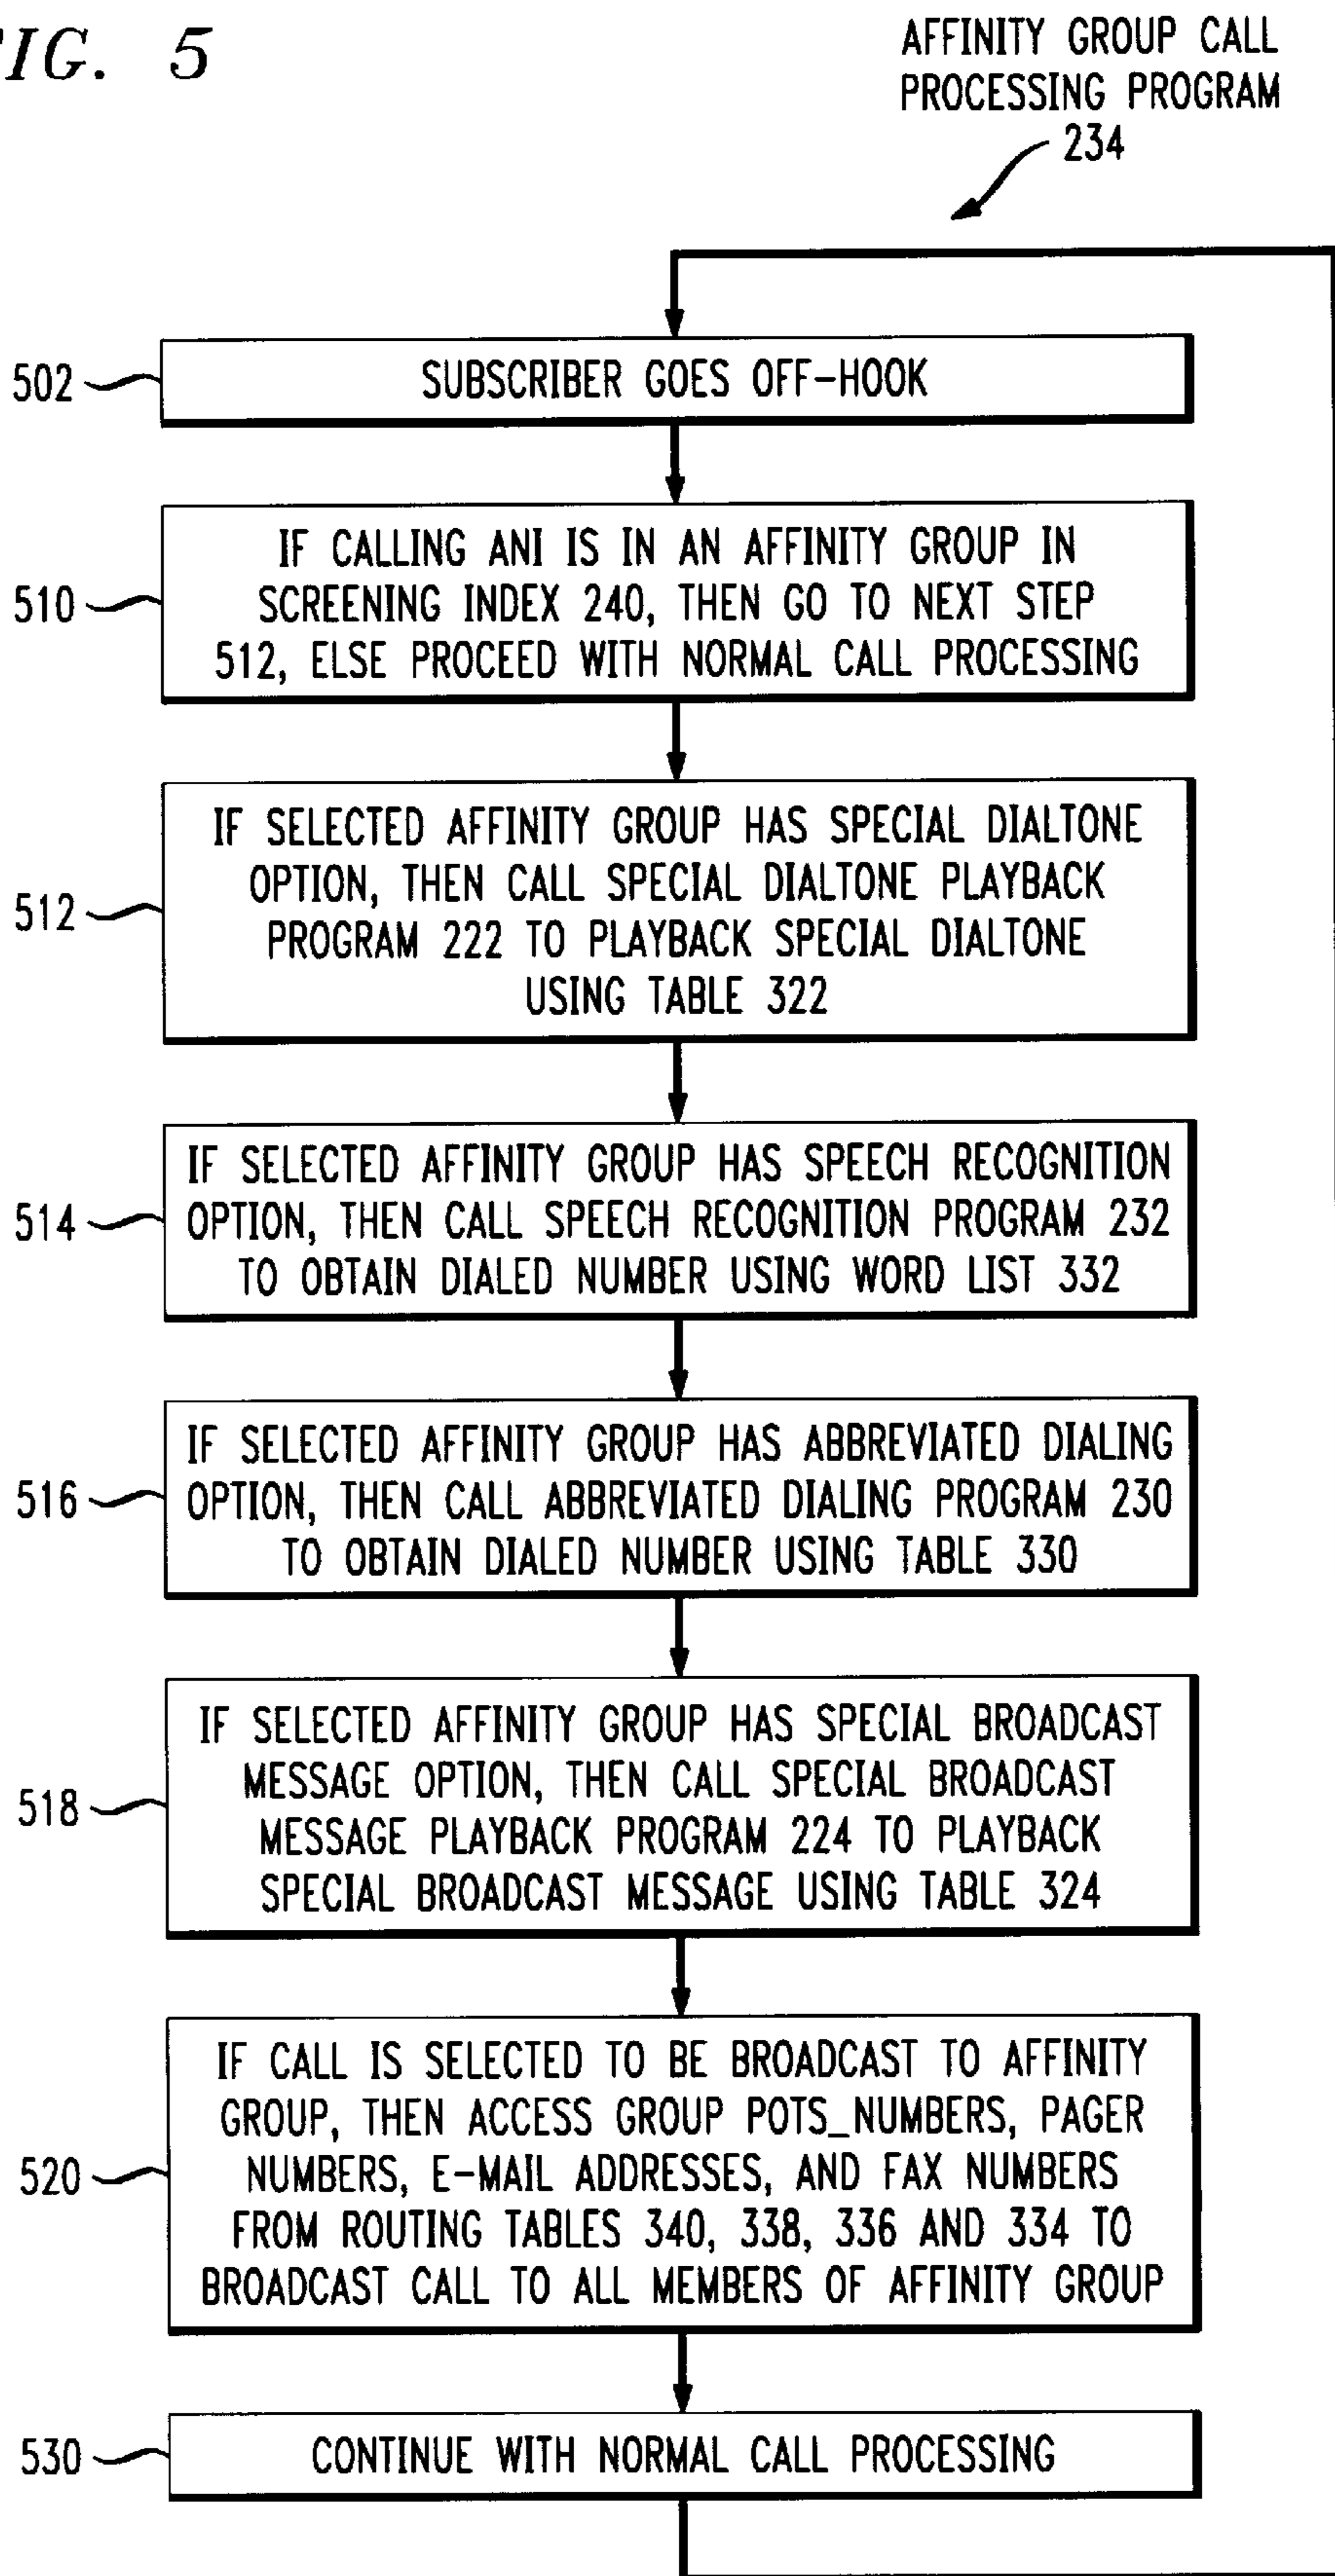 FIG. 5
AFFINITY GROUP CALL
PROCESSING PROGRAM
234
502
SUBSCRIBER GOES OFF-HOOK
510
IF CALLING ANI IS IN AN AFFINITY GROUP IN
SCREENING INDEX 240, THEN GO TO NEXT STEP
512, ELSE PROCEED WITH NORMAL CALL PROCESSING
512
IF SELECTED AFFINITY GROUP HAS SPECIAL DIALTONE
OPTION, THEN CALL SPECIAL DIALTONE PLAYBACK
PROGRAM 222 TO PLAYBACK SPECIAL DIALTONE
USING TABLE 322
514
IF SELECTED AFFINITY GROUP HAS SPEECH RECOGNITION
OPTION, THEN CALL SPEECH RECOGNITION PROGRAM 232
TO OBTAIN DIALED NUMBER USING WORD LIST 332
516
IF SELECTED AFFINITY GROUP HAS ABBREVIATED DIALING
OPTION, THEN CALL ABBREVIATED DIALING PROGRAM 230
TO OBTAIN DIALED NUMBER USING TABLE 330
518
IF SELECTED AFFINITY GROUP HAS SPECIAL BROADCAST
MESSAGE OPTION, THEN CALL SPECIAL BROADCAST
MESSAGE PLAYBACK PROGRAM 224 TO PLAYBACK
SPECIAL BROADCAST MESSAGE USING TABLE 324
520
IF CALL IS SELECTED TO BE BROADCAST TO AFFINITY
GROUP, THEN ACCESS GROUP POTS_NUMBERS, PAGER
NUMBERS, E-MAIL ADDRESSES, AND FAX NUMBERS
FROM ROUTING TABLES 340, 338, 336 AND 334 TO
BROADCAST CALL TO ALL MEMBERS OF AFFINITY GROUP
530
CONTINUE WITH NORMAL CALL PROCESSING